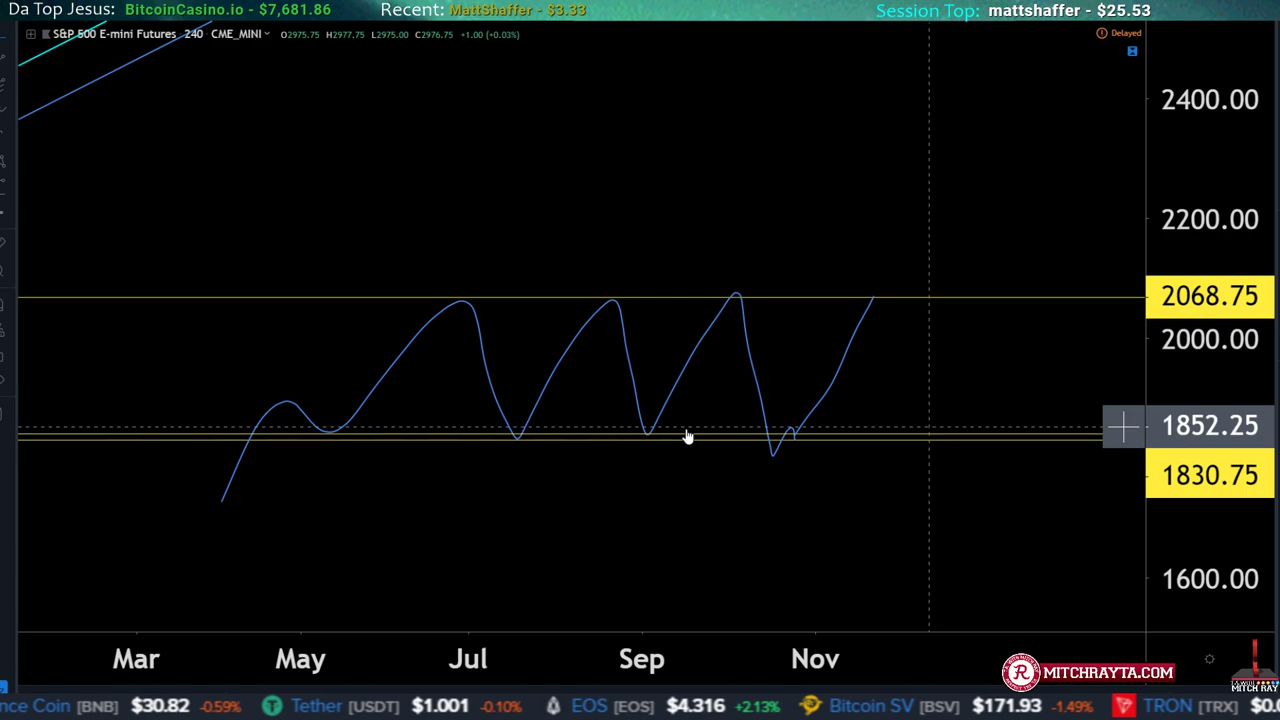 Da Top Jesus: BitcoinCasino.io - $7,681.86 Recent: MattShaffer - $3.33 Session Top: mattshaffer - $25.53
S&P 500 E-mini Futures 240 CME_MINI O2975.75 H2977.75 L2975.00 C2976.75 +1.00 (+0.03%) Delayed
2400.00
2200.00
2068.75
2000.00
1852.25
1830.75
1600.00
Mar May Jul Sep Nov
R MITCHRAYTA.COM
MITCH RAY
nce Coin [BNB] $30.82 -0.59% Tether [USDT] $1.001 -0.10% EOS [EOS] $4.316 +2.13% Bitcoin SV [BSV] $171.93 -1.49% TRON [TRX]